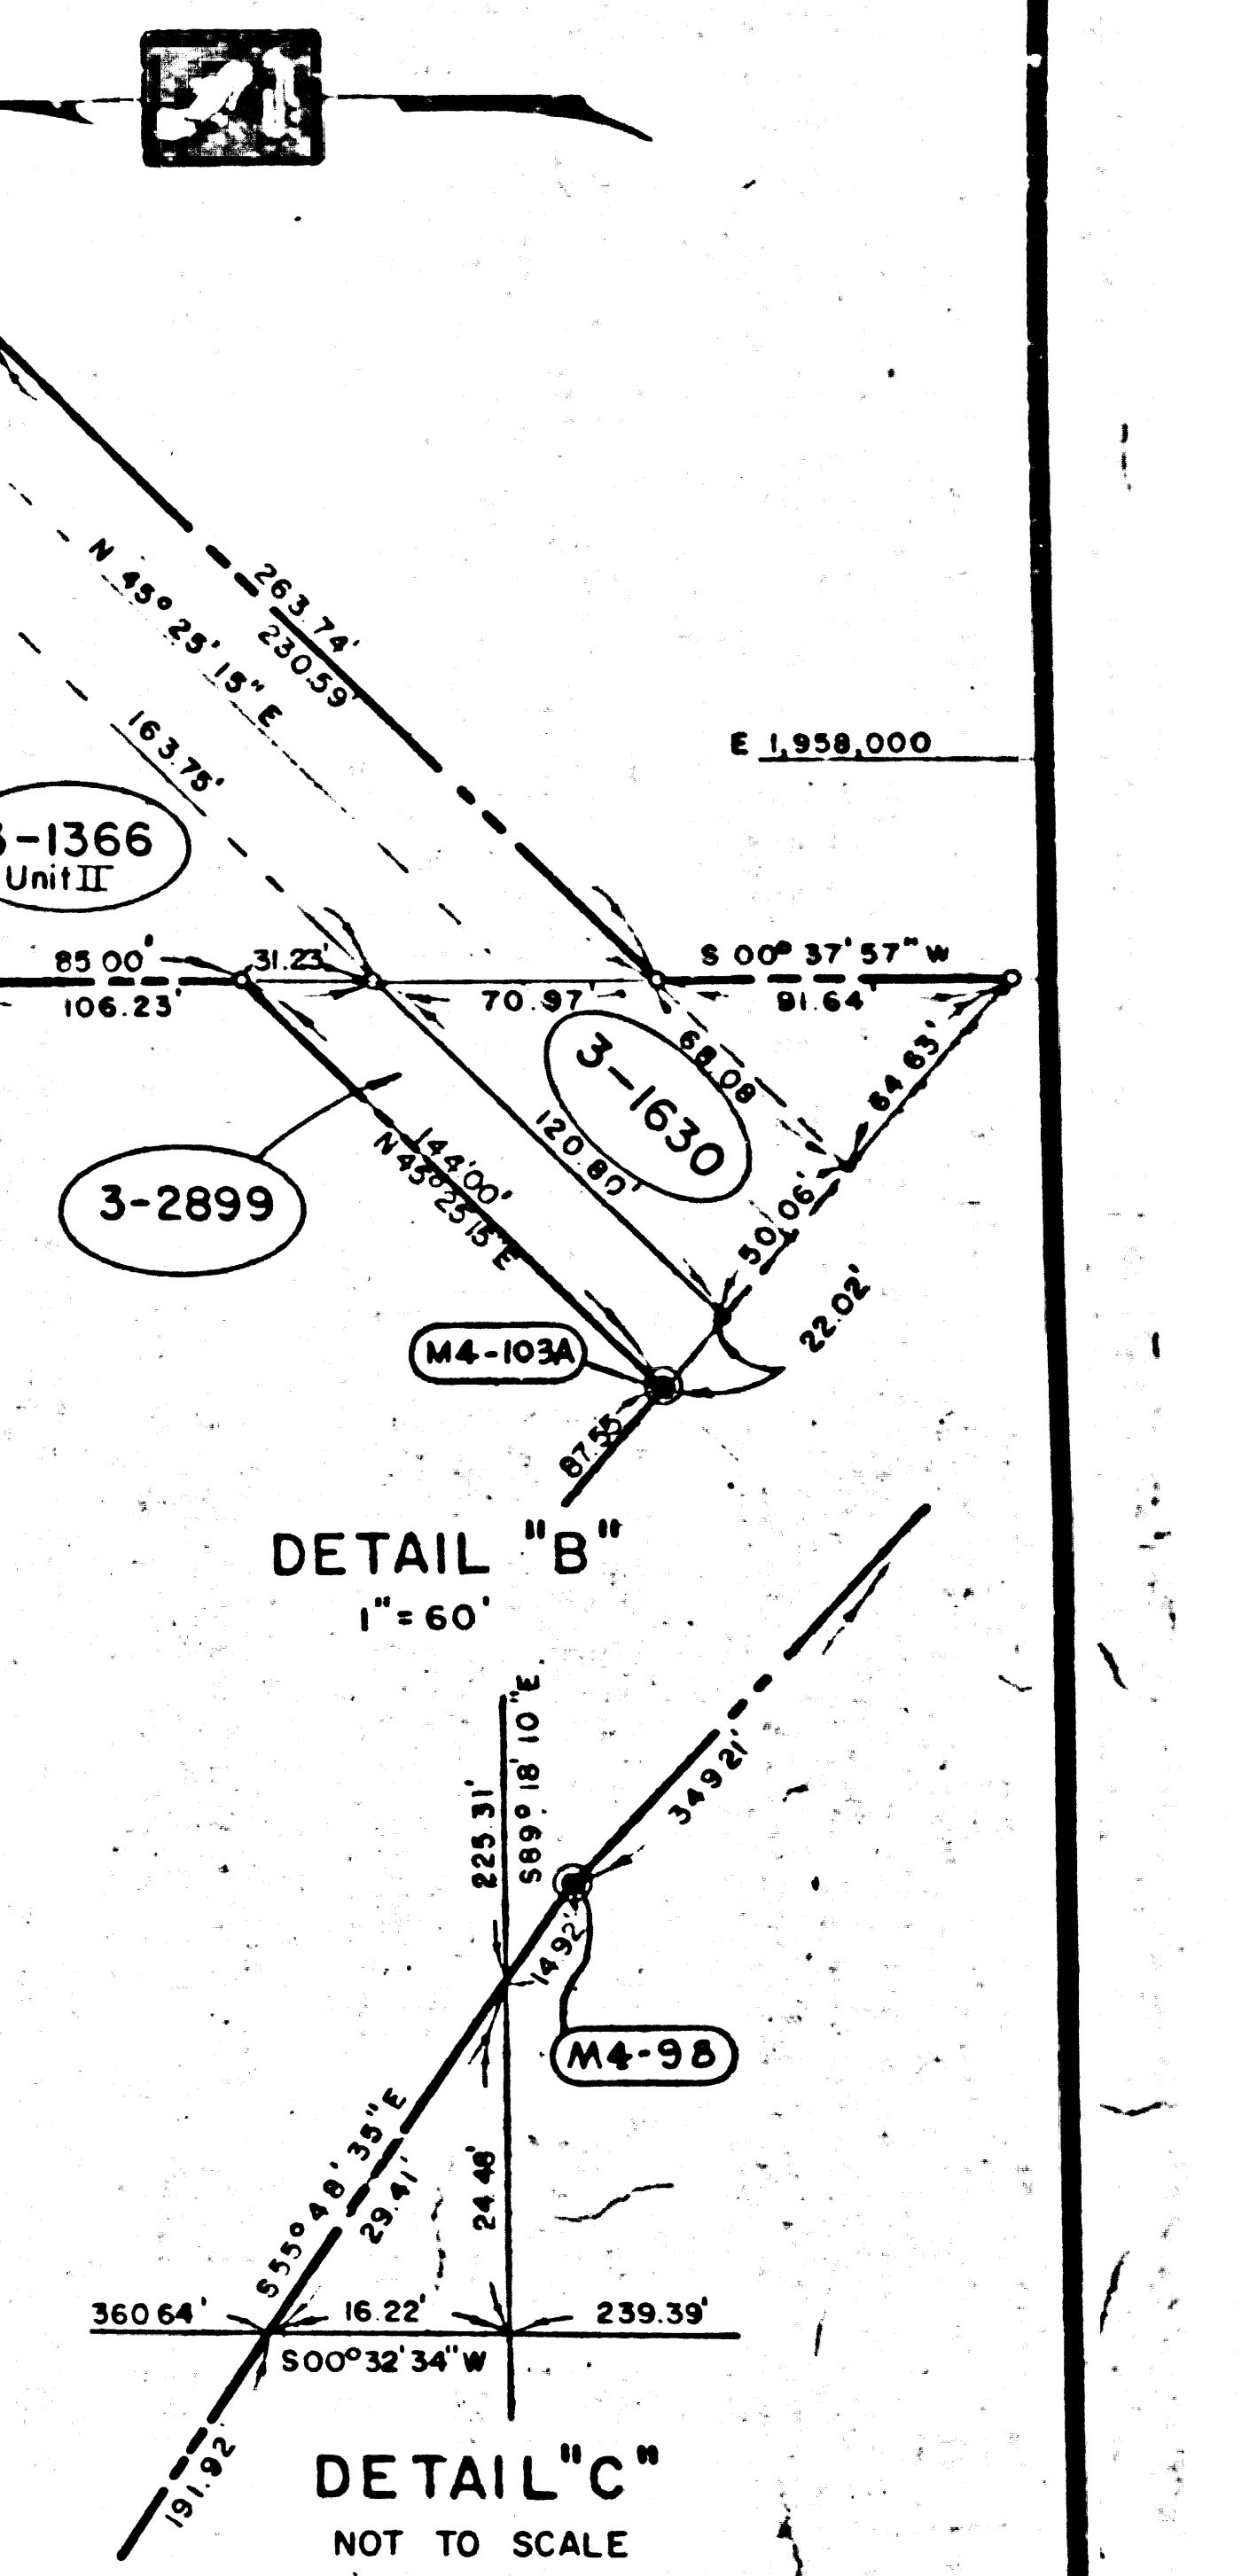 263.74'
230.59'
N 45° 25' 15" E
163.75'
E 1,958,000
3-1366
Unit II
85.00'
31.23'
S 00° 37' 57" W
106.23'
70.97'
91.64'
68.08
64.63'
3-1630
120.80'
144.00'
N 45° 25 15" E
3-2899
50.06'
22.02'
M4-103A
87.55
DETAIL "B"
1" = 60'
S89° 18' 10" E.
225.31'
349.21'
14.92'
M4-98
S55° 48' 35" E
29.41'
24.48'
360.64'
16.22'
239.39'
S00° 32' 34" W
191.92'
DETAIL "C"
NOT TO SCALE